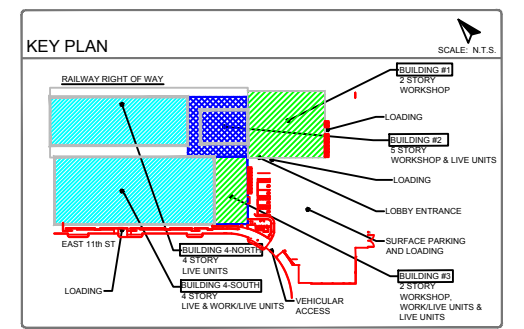 KEY PLAN
SCALE: N.T.S.
RAILWAY RIGHT OF WAY
BUILDING #1
2 STORY
WORKSHOP
LOADING
BUILDING #2
5 STORY
WORKSHOP & LIVE UNITS
LOADING
LOBBY ENTRANCE
SURFACE PARKING
AND LOADING
BUILDING #3
2 STORY
WORKSHOP,
WORK/LIVE UNITS &
LIVE UNITS
EAST 11th ST
BUILDING 4-NORTH
4 STORY
LIVE UNITS
BUILDING 4-SOUTH
4 STORY
LIVE & WORK/LIVE UNITS
LOADING
VEHICULAR
ACCESS